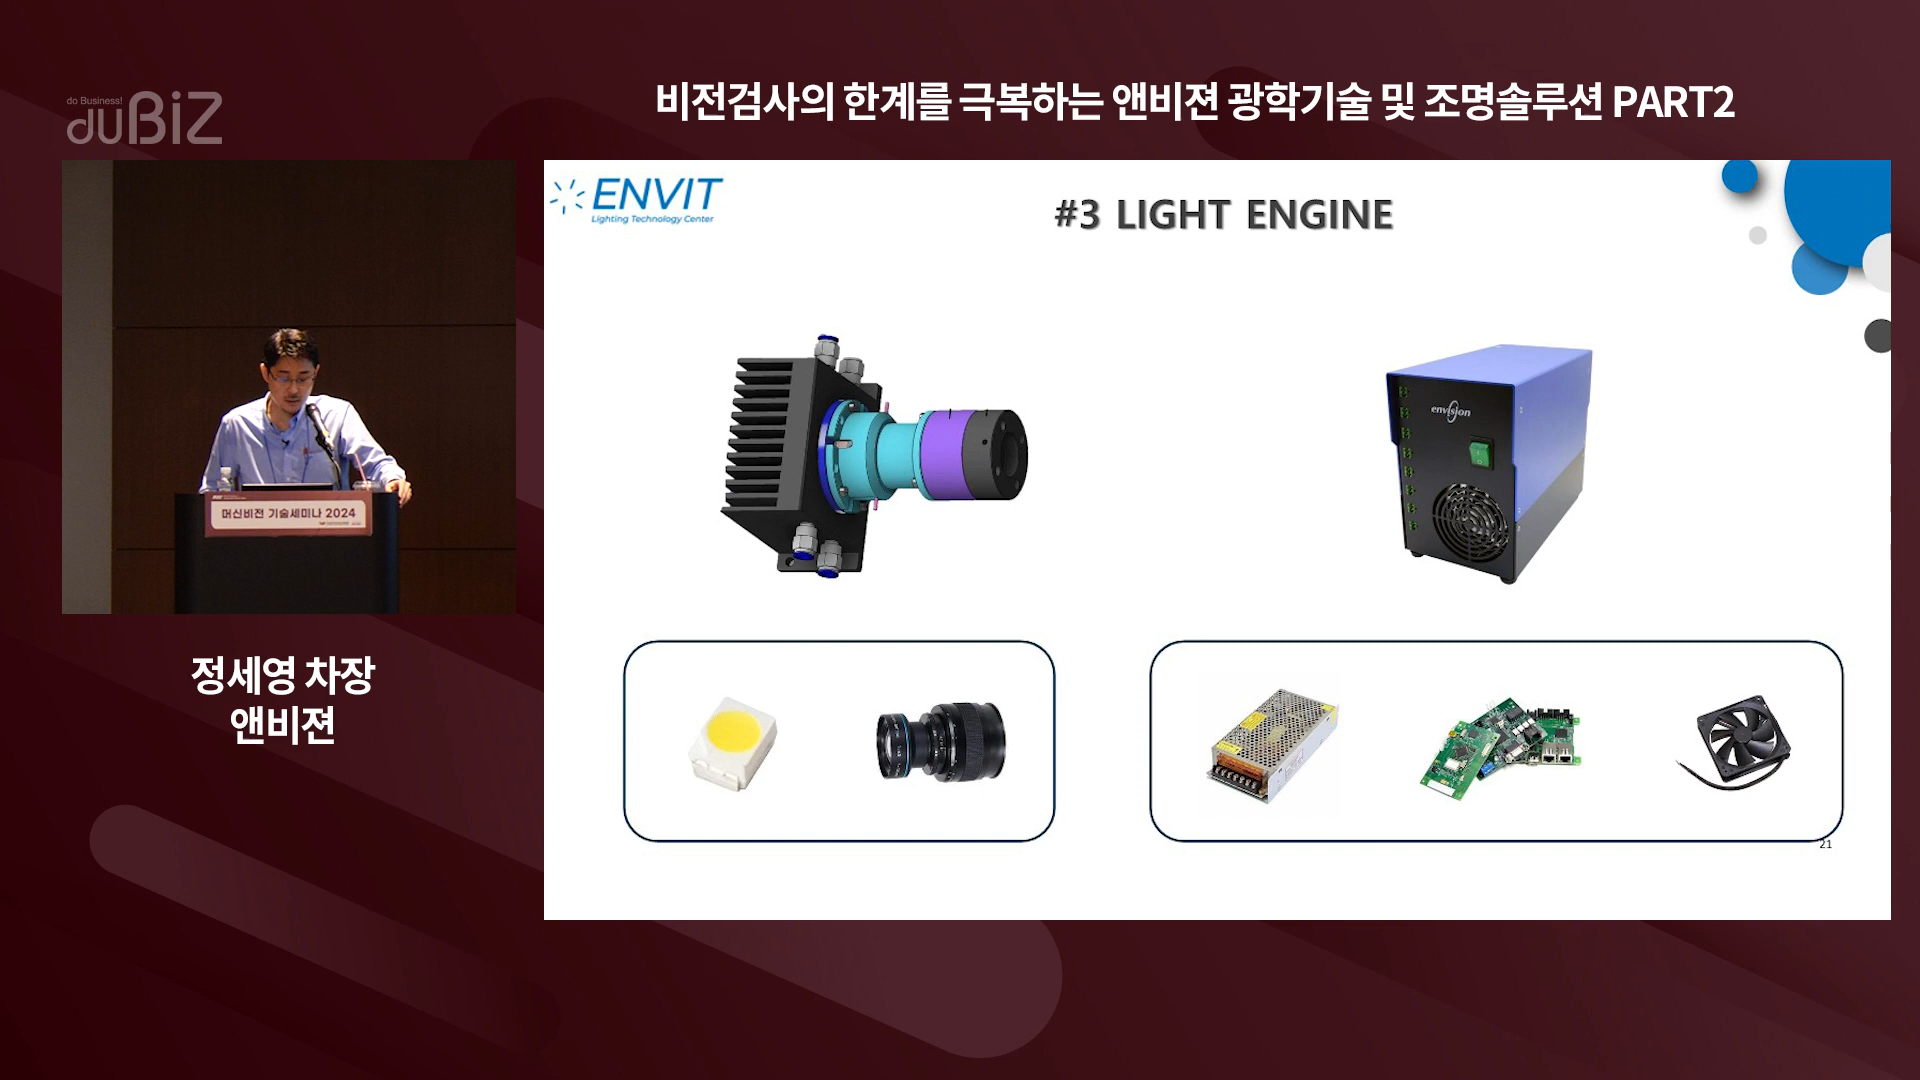 do Business!
duBiZ
비전검사의 한계를 극복하는 앤비젼 광학기술 및 조명솔루션 PART2
ENVIT
Lighting Technology Center
#3 LIGHT ENGINE
envision
머신비전 기술세미나 2024
정세영 차장
앤비젼
21